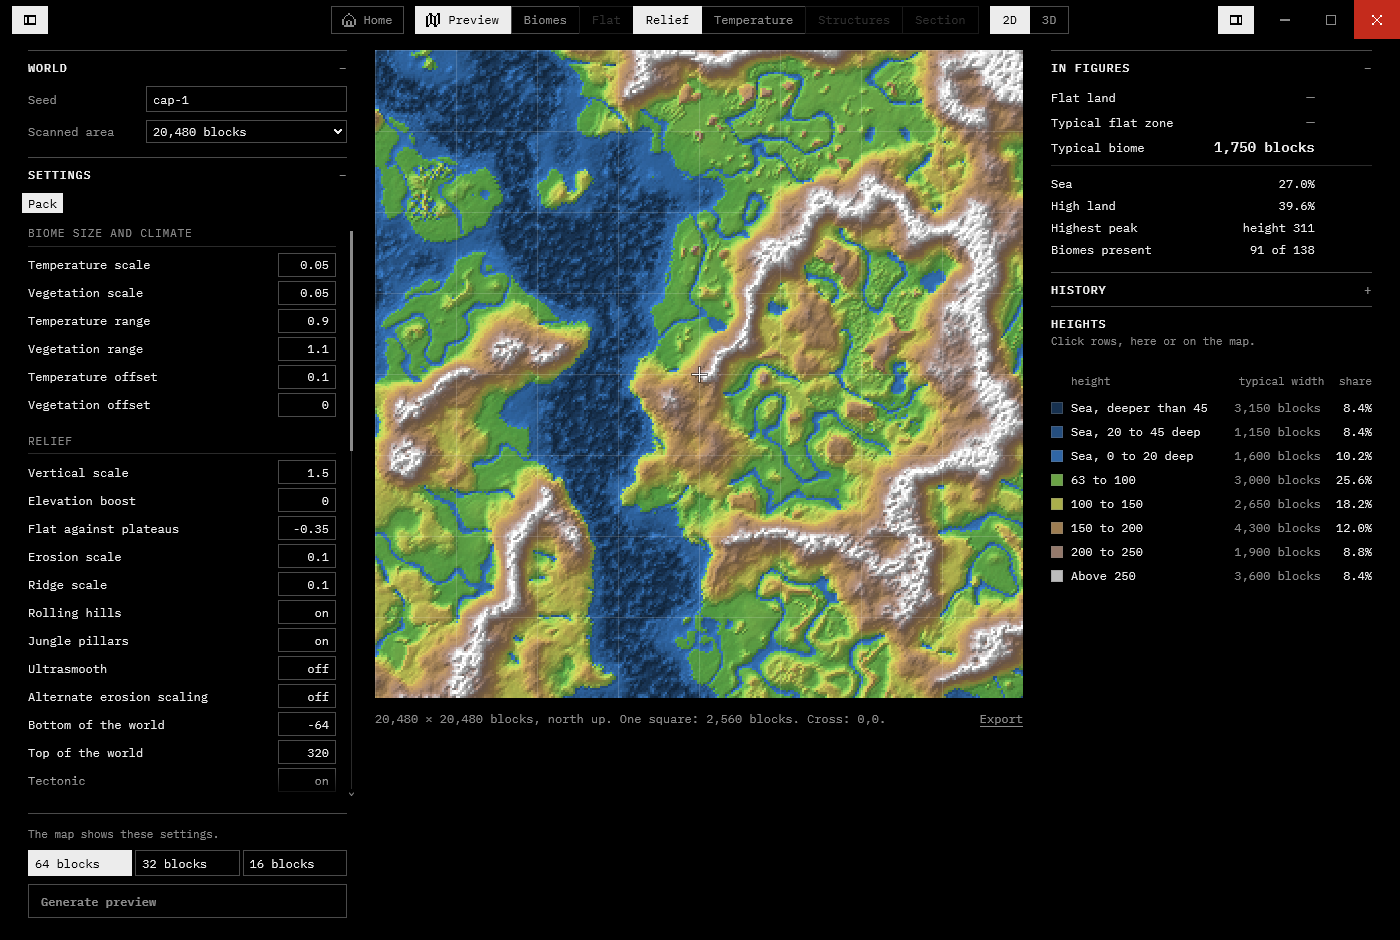 Home Preview Biomes Flat Relief Temperature Structures Section 2D 3D
WORLD
Seed cap-1
Scanned area 20,480 blocks
SETTINGS
Pack
BIOME SIZE AND CLIMATE
Temperature scale 0.05
Vegetation scale 0.05
Temperature range 0.9
Vegetation range 1.1
Temperature offset 0.1
Vegetation offset 0
RELIEF
Vertical scale 1.5
Elevation boost 0
Flat against plateaus -0.35
Erosion scale 0.1
Ridge scale 0.1
Rolling hills on
Jungle pillars on
Ultrasmooth off
Alternate erosion scaling off
Bottom of the world -64
Top of the world 320
Tectonic on
The map shows these settings.
64 blocks 32 blocks 16 blocks
Generate preview
20,480 × 20,480 blocks, north up. One square: 2,560 blocks. Cross: 0,0. Export
IN FIGURES
Flat land —
Typical flat zone —
Typical biome 1,750 blocks
Sea 27.0%
High land 39.6%
Highest peak height 311
Biomes present 91 of 138
HISTORY
HEIGHTS
Click rows, here or on the map.
height typical width share
Sea, deeper than 45 3,150 blocks 8.4%
Sea, 20 to 45 deep 1,150 blocks 8.4%
Sea, 0 to 20 deep 1,600 blocks 10.2%
63 to 100 3,000 blocks 25.6%
100 to 150 2,650 blocks 18.2%
150 to 200 4,300 blocks 12.0%
200 to 250 1,900 blocks 8.8%
Above 250 3,600 blocks 8.4%